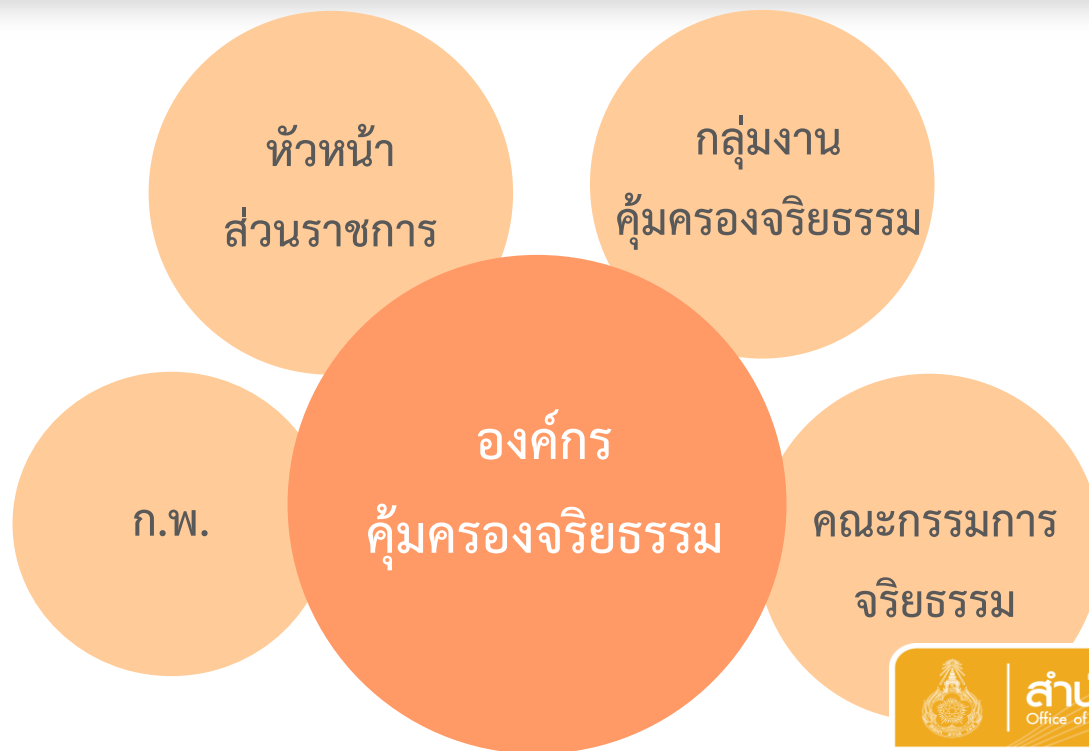 หัวหน้า
ส่วนราชการ
กลุ่มงาน
คุ้มครองจริยธรรม
องค์กร
คุ้มครองจริยธรรม
ก.พ.
คณะกรรมการ
จริยธรรม
Office of